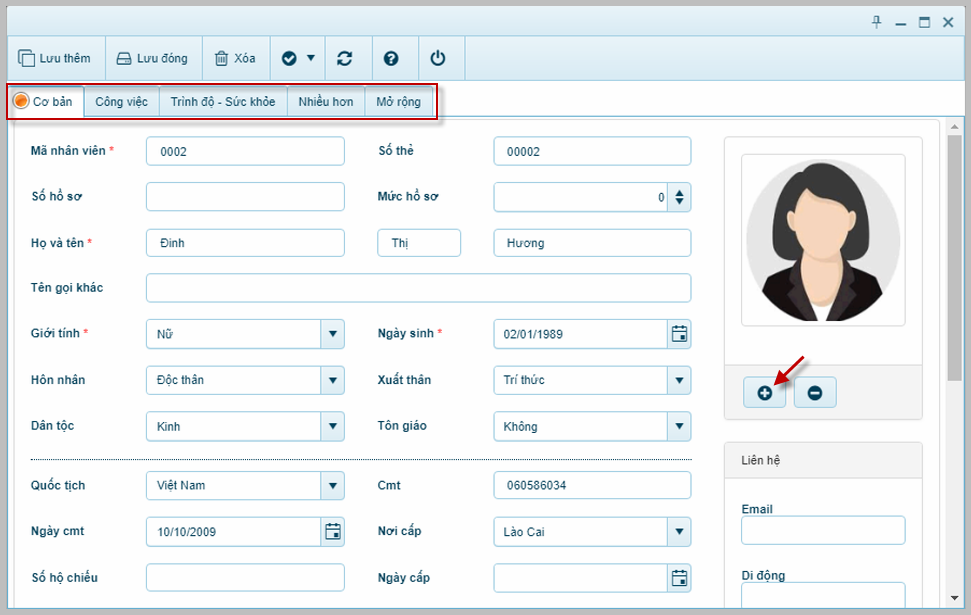 Lưu thêm Lưu đóng Xóa
Cơ bản Công việc Trình độ - Sức khỏe Nhiều hơn Mở rộng
Mã nhân viên * 0002 Số thẻ 00002
Số hồ sơ Mức hồ sơ 0
Họ và tên * Đinh Thị Hương
Tên gọi khác
Giới tính * Nữ Ngày sinh * 02/01/1989
Hôn nhân Độc thân Xuất thân Trí thức
Dân tộc Kinh Tôn giáo Không
Quốc tịch Việt Nam Cmt 060586034
Ngày cmt 10/10/2009 Nơi cấp Lào Cai
Số hộ chiếu Ngày cấp
Liên hệ
Email
Di động